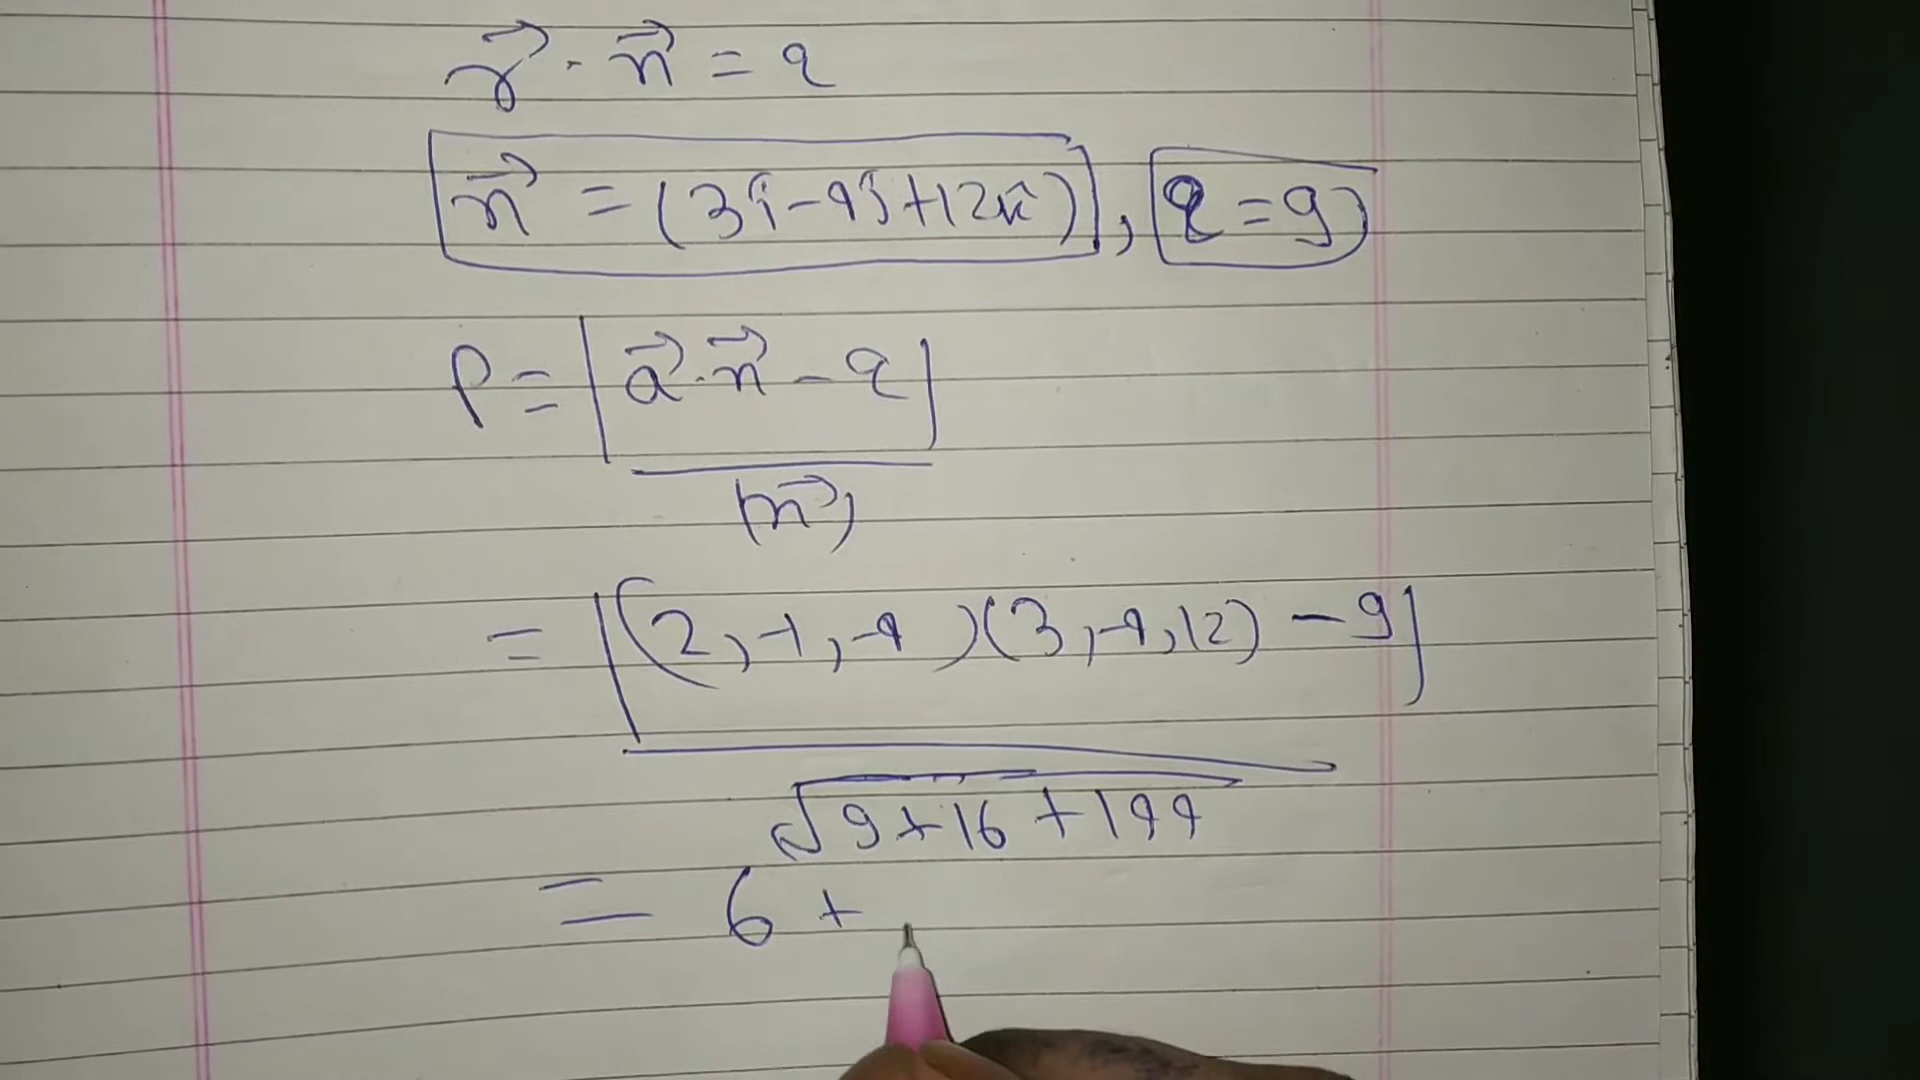 r⃗ · n⃗ = q
n⃗ = (3î - 4ĵ + 12k̂), q = 9
P = |a⃗ · n⃗ - q|
|n⃗|
= |(2, -1, -4)(3, -4, 12) - 9|
√9 + 16 + 144
= 6 +